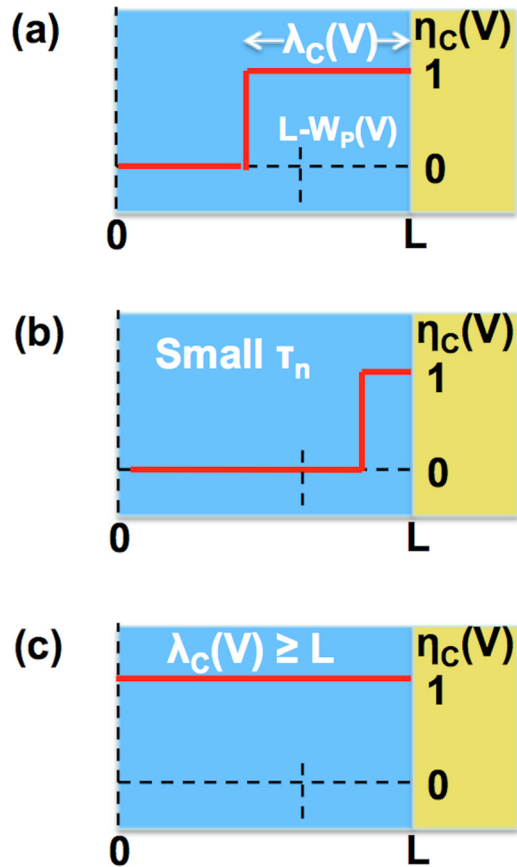 (a)
λC(V)
ηC(V)
1
L-WP(V)
0
0
L
(b)
ηC(V)
Small τn
1
0
0
L
(c)
λC(V) ≥ L
ηC(V)
1
0
0
L